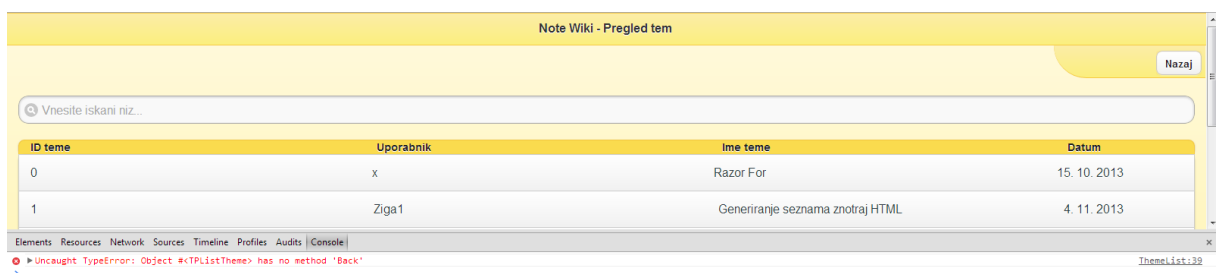 Note Wiki - Pregled tem
Nazaj
Vnesite iskani niz...
ID teme Uporabnik Ime teme Datum
0 x Razor For 15. 10. 2013
1 Ziga1 Generiranje seznama znotraj HTML 4. 11. 2013
Elements Resources Network Sources Timeline Profiles Audits Console ×
Uncaught TypeError: Object #<TPListTheme> has no method 'Back' ThemeList:39